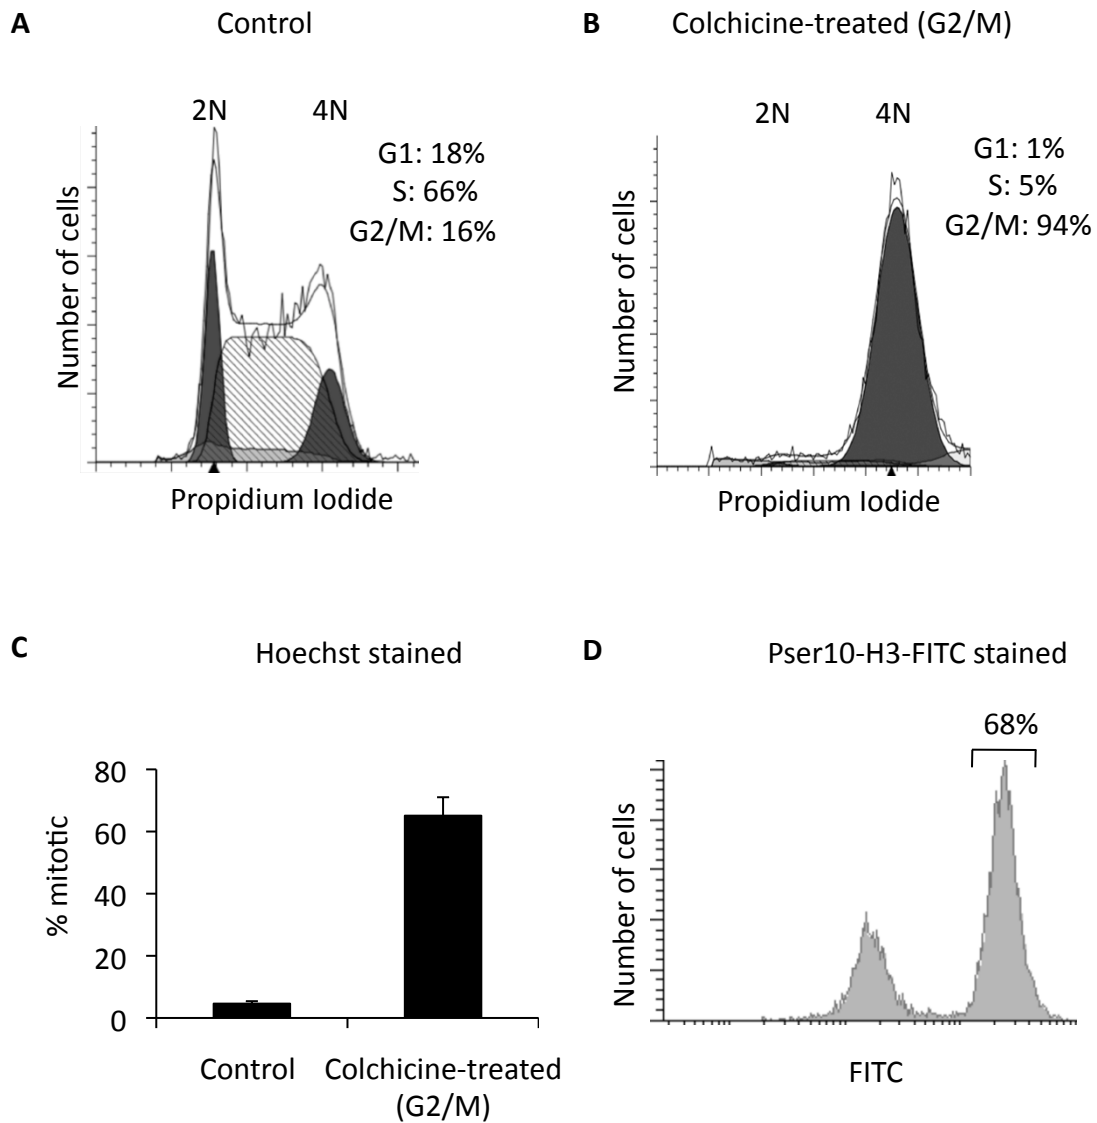 A
Control
2N
4N
G1: 18%
S: 66%
G2/M: 16%
Number of cells
Propidium Iodide
B
Colchicine-treated (G2/M)
2N
4N
G1: 1%
S: 5%
G2/M: 94%
Number of cells
Propidium Iodide
C
Hoechst stained
% mitotic
80
60
40
20
0
Control
Colchicine-treated
(G2/M)
D
Pser10-H3-FITC stained
68%
Number of cells
FITC